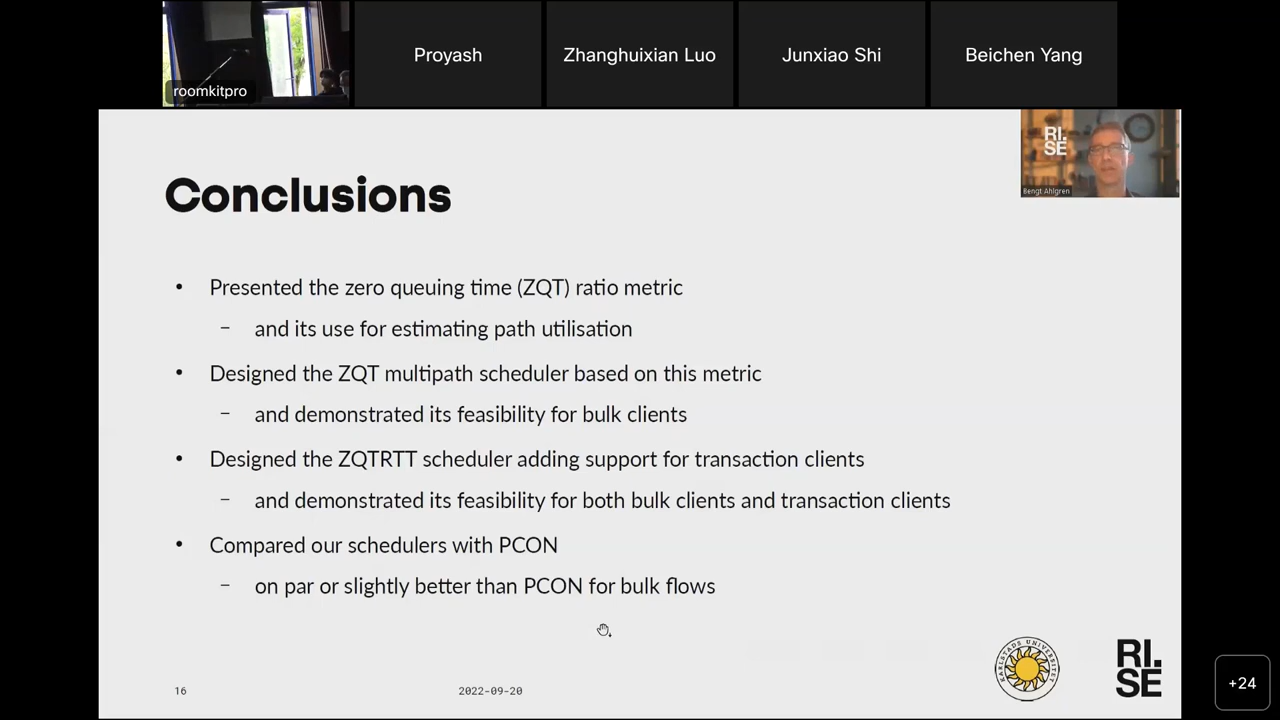 roomkitpro
Proyash
Zhanghuixian Luo
Junxiao Shi
Beichen Yang
RI.
SE
Bengt Ahlgren
Conclusions
• Presented the zero queuing time (ZQT) ratio metric
– and its use for estimating path utilisation
• Designed the ZQT multipath scheduler based on this metric
– and demonstrated its feasibility for bulk clients
• Designed the ZQTRTT scheduler adding support for transaction clients
– and demonstrated its feasibility for both bulk clients and transaction clients
• Compared our schedulers with PCON
– on par or slightly better than PCON for bulk flows
16
2022-09-20
KARLSTADS UNIVERSITET
RI.
SE
+24